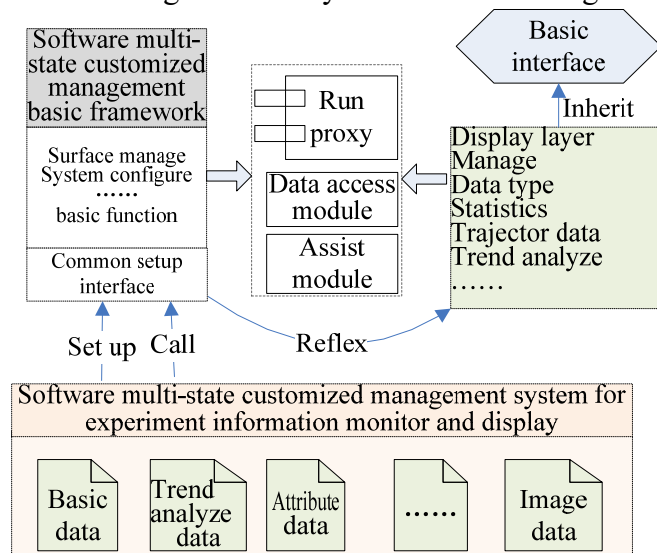 Software multi-
state customized
management
basic framework
Surface manage
System configure
······
basic function
Common setup
interface
Run
proxy
Data access
module
Assist
module
Basic
interface
Inherit
Display layer
Manage
Data type
Statistics
Trajector data
Trend analyze
······
Set up
Call
Reflex
Software multi-state customized management system for
experiment information monitor and display
Basic
data
Trend
analyze
data
Attribute
data
······
Image
data